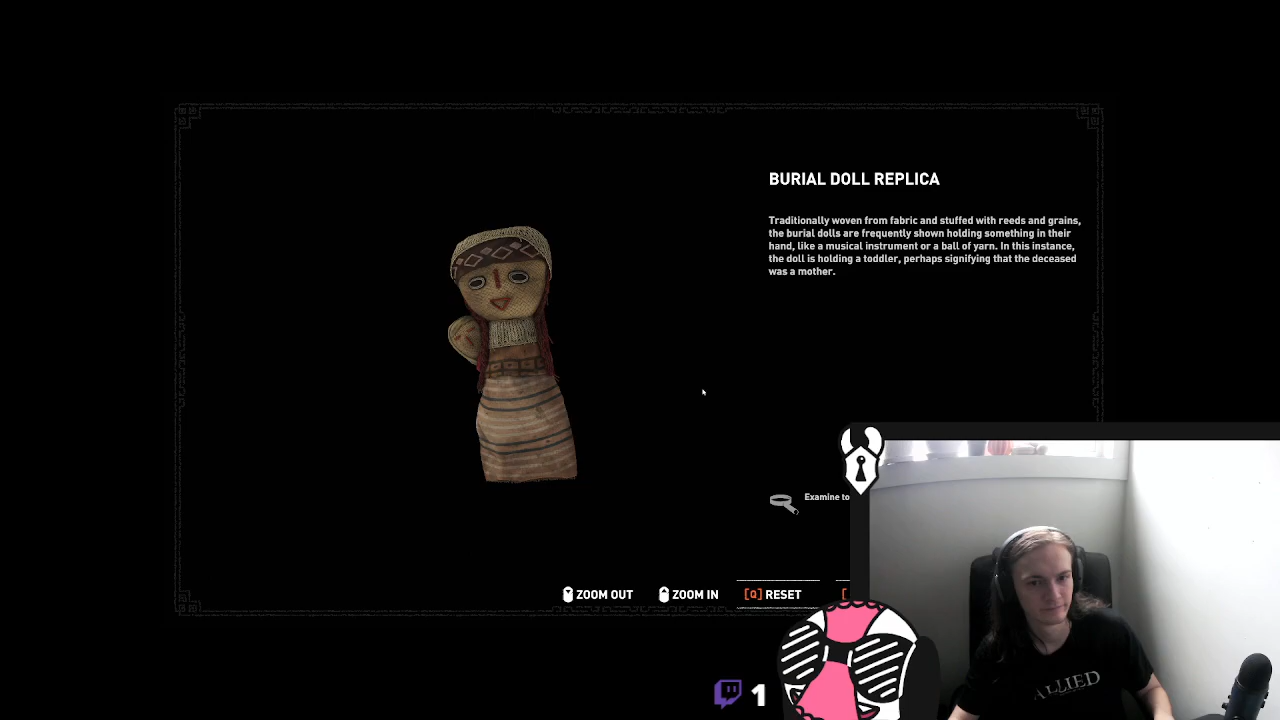 BURIAL DOLL REPLICA
Traditionally woven from fabric and stuffed with reeds and grains,
the burial dolls are frequently shown holding something in their
hand, like a musical instrument or a ball of yarn. In this instance,
the doll is holding a toddler, perhaps signifying that the deceased
was a mother.
Examine to
ZOOM OUT
ZOOM IN
[Q] RESET
[
ALLIED
1